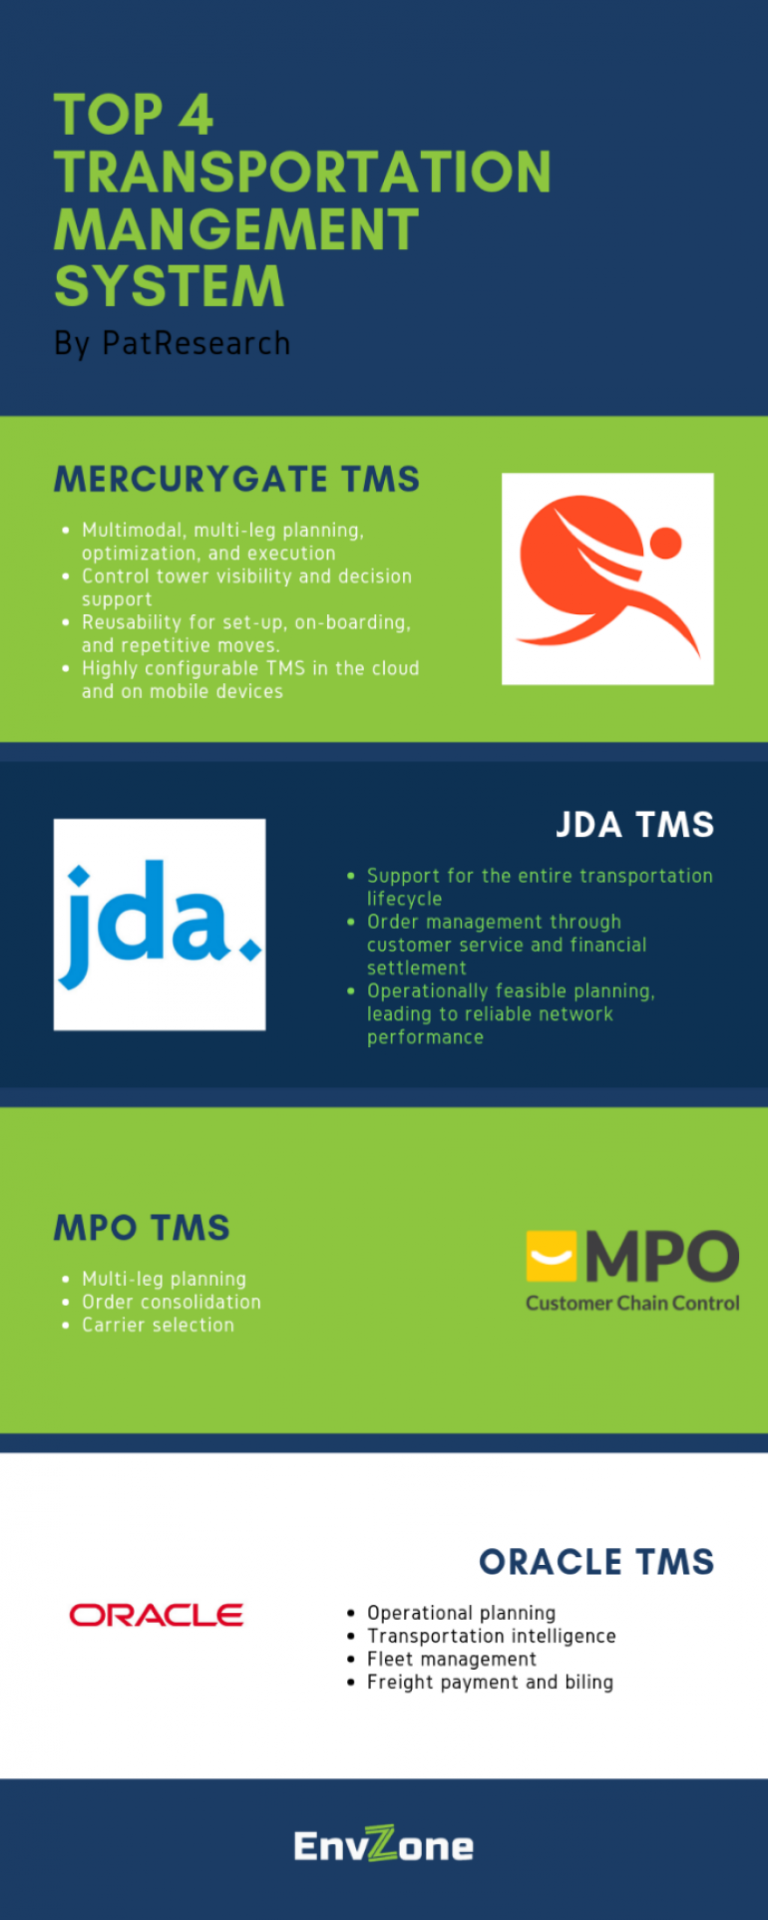 TOP 4
TRANSPORTATION
MANGEMENT
SYSTEM
By PatResearch
MERCURYGATE TMS
• Multimodal, multi-leg planning,
optimization, and execution
• Control tower visibility and decision
support
• Reusability for set-up, on-boarding,
and repetitive moves.
• Highly configurable TMS in the cloud
and on mobile devices
jda.
JDA TMS
• Support for the entire transportation
lifecycle
• Order management through
customer service and financial
settlement
• Operationally feasible planning,
leading to reliable network
performance
MPO TMS
• Multi-leg planning
• Order consolidation
• Carrier selection
MPO
Customer Chain Control
ORACLE
ORACLE TMS
• Operational planning
• Transportation intelligence
• Fleet management
• Freight payment and biling
EnvZone